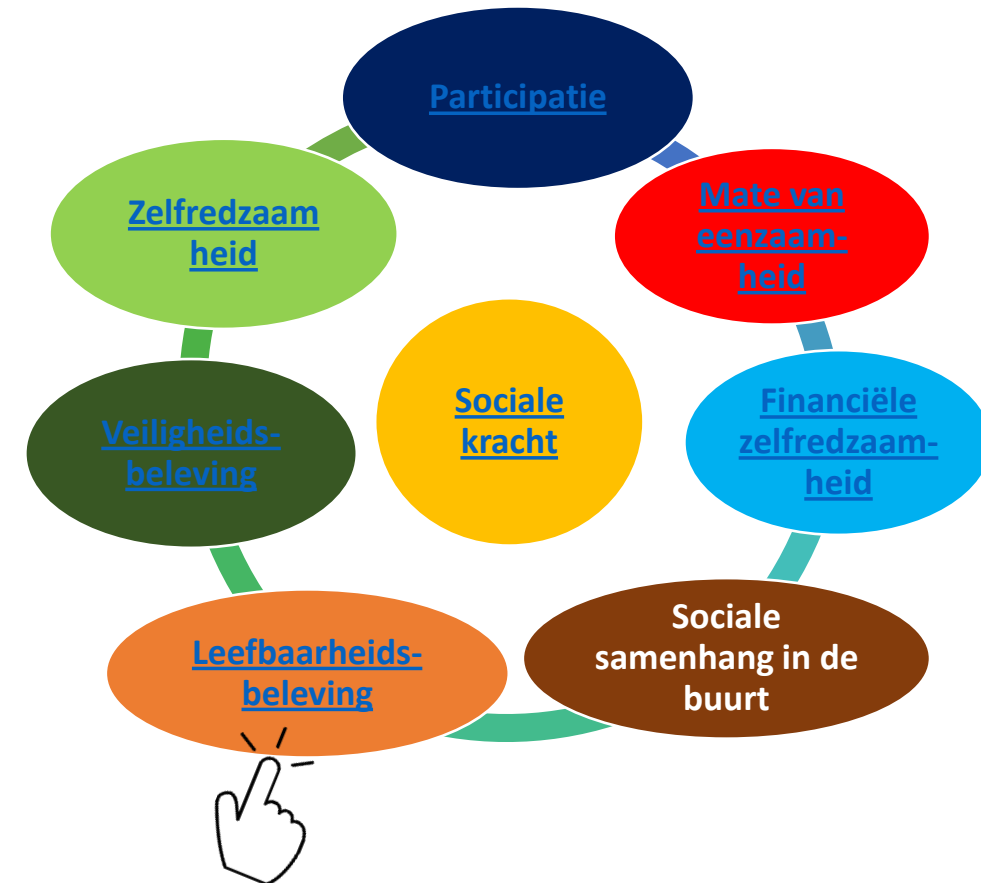 Participatie
Mate van
eenzaam-
heid
Financiële
zelfredzaam-
heid
Sociale
samenhang in de
buurt
Leefbaarheids-
beleving
Veiligheids-
beleving
Zelfredzaam
heid
Sociale
kracht